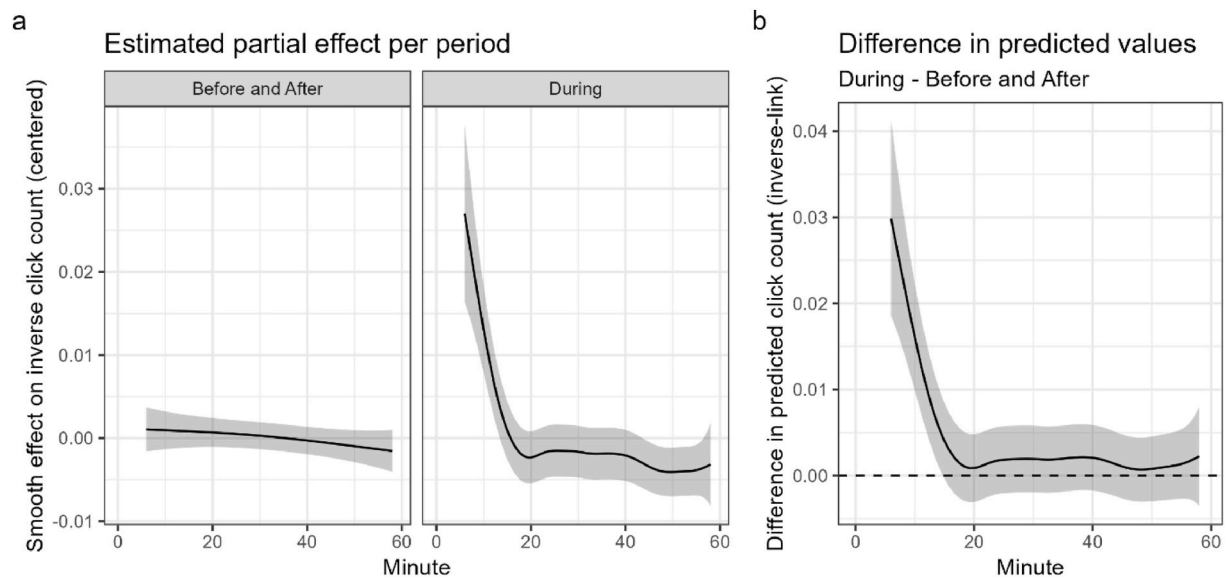 a
Estimated partial effect per period
Before and After
During
Smooth effect on inverse click count (centered)
0.03
0.02
0.01
0.00
-0.01
0 20 40 60
0 20 40 60
Minute
b
Difference in predicted values
During - Before and After
Difference in predicted click count (inverse-link)
0.04
0.03
0.02
0.01
0.00
0 20 40 60
Minute